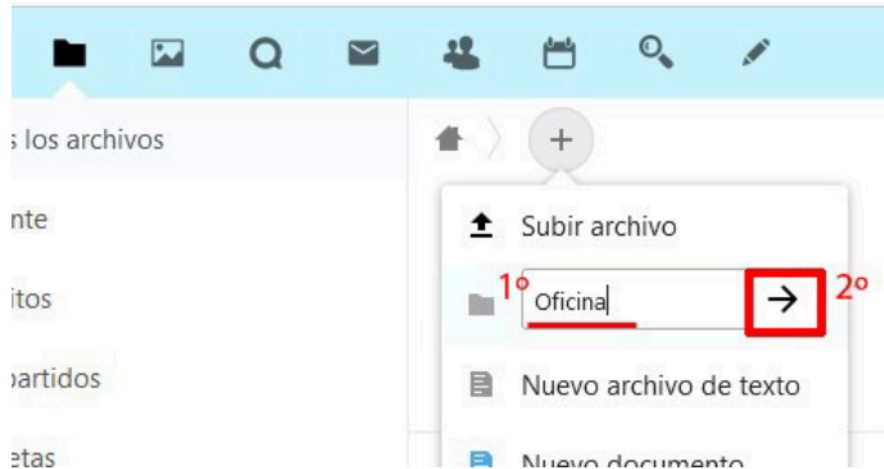 s los archivos
nte
itos
partidos
etas
Subir archivo
1º Oficina 2º
Nuevo archivo de texto
Nuevo documento